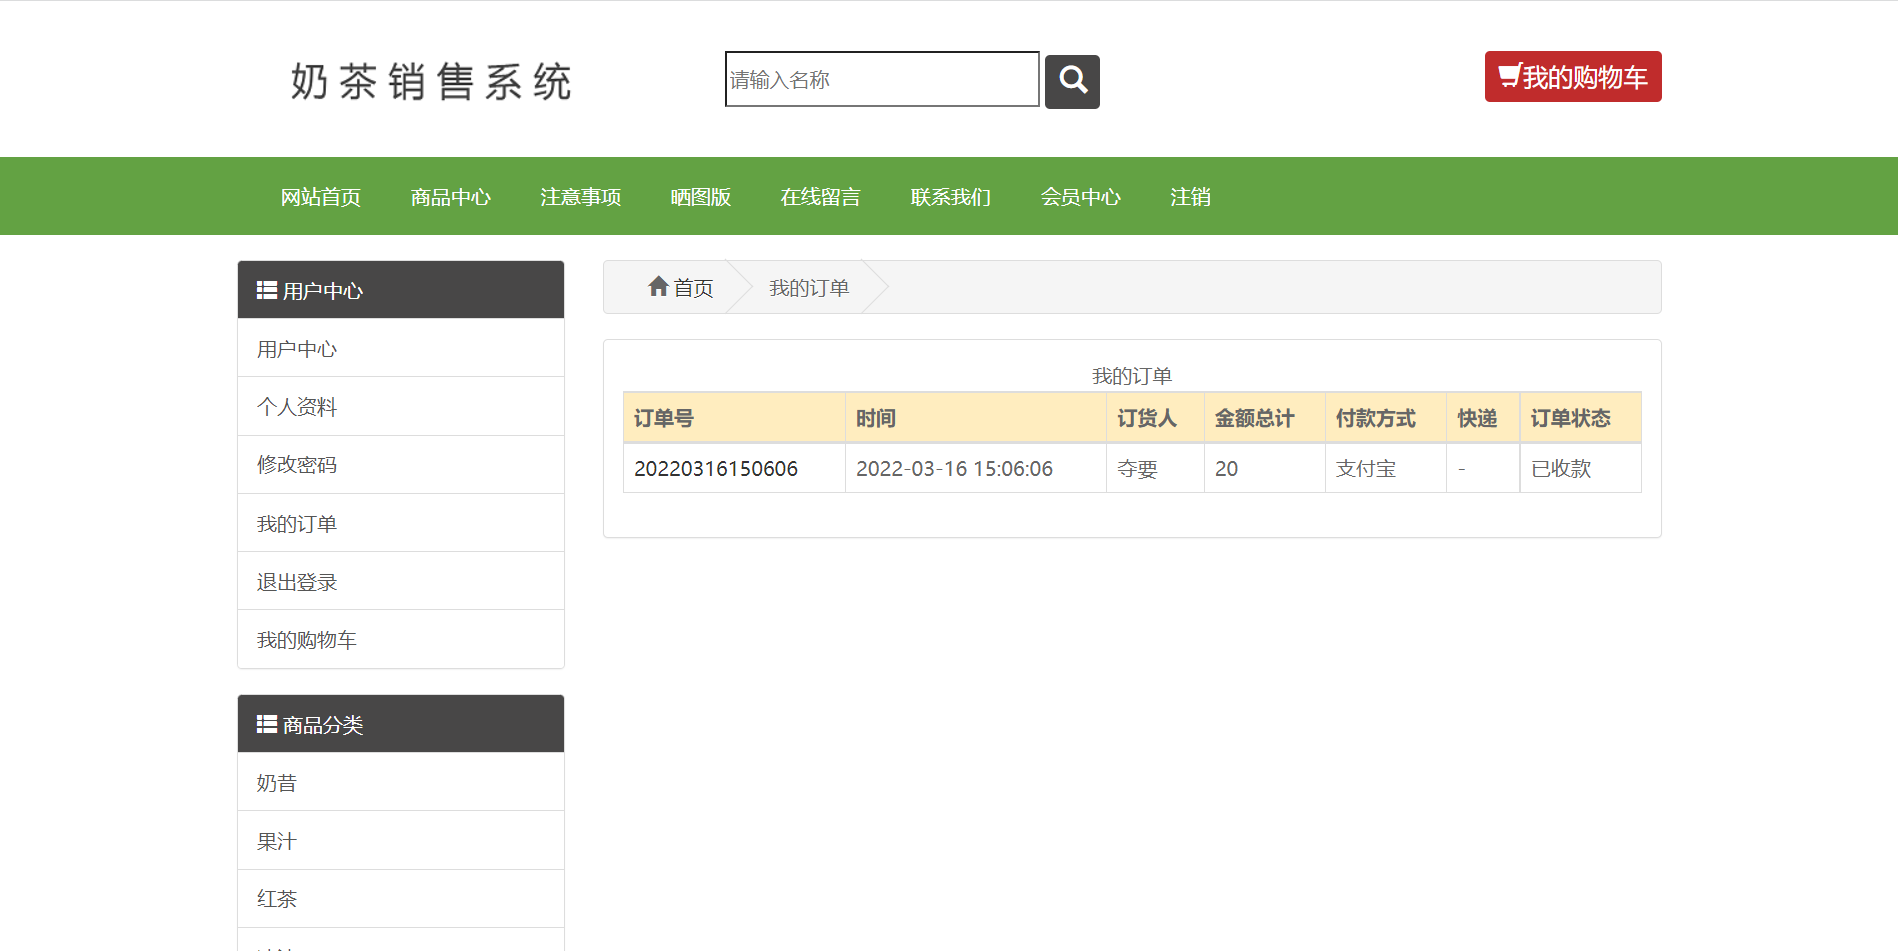 奶茶销售系统
请输入名称
我的购物车
网站首页 商品中心 注意事项 晒图版 在线留言 联系我们 会员中心 注销
用户中心
用户中心
个人资料
修改密码
我的订单
退出登录
我的购物车
商品分类
奶昔
果汁
红茶
首页 我的订单
我的订单
订单号 时间 订货人 金额总计 付款方式 快递 订单状态
20220316150606 2022-03-16 15:06:06 夺要 20 支付宝 - 已收款